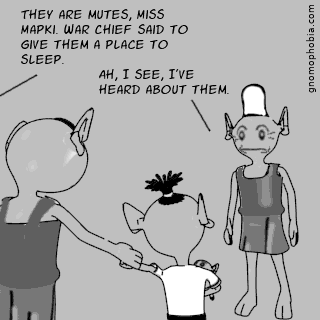 THEY ARE MUTES, MISS
MAPKI. WAR CHIEF SAID TO
GIVE THEM A PLACE TO
SLEEP.
AH, I SEE, I'VE
HEARD ABOUT THEM.
gnomophobia.com